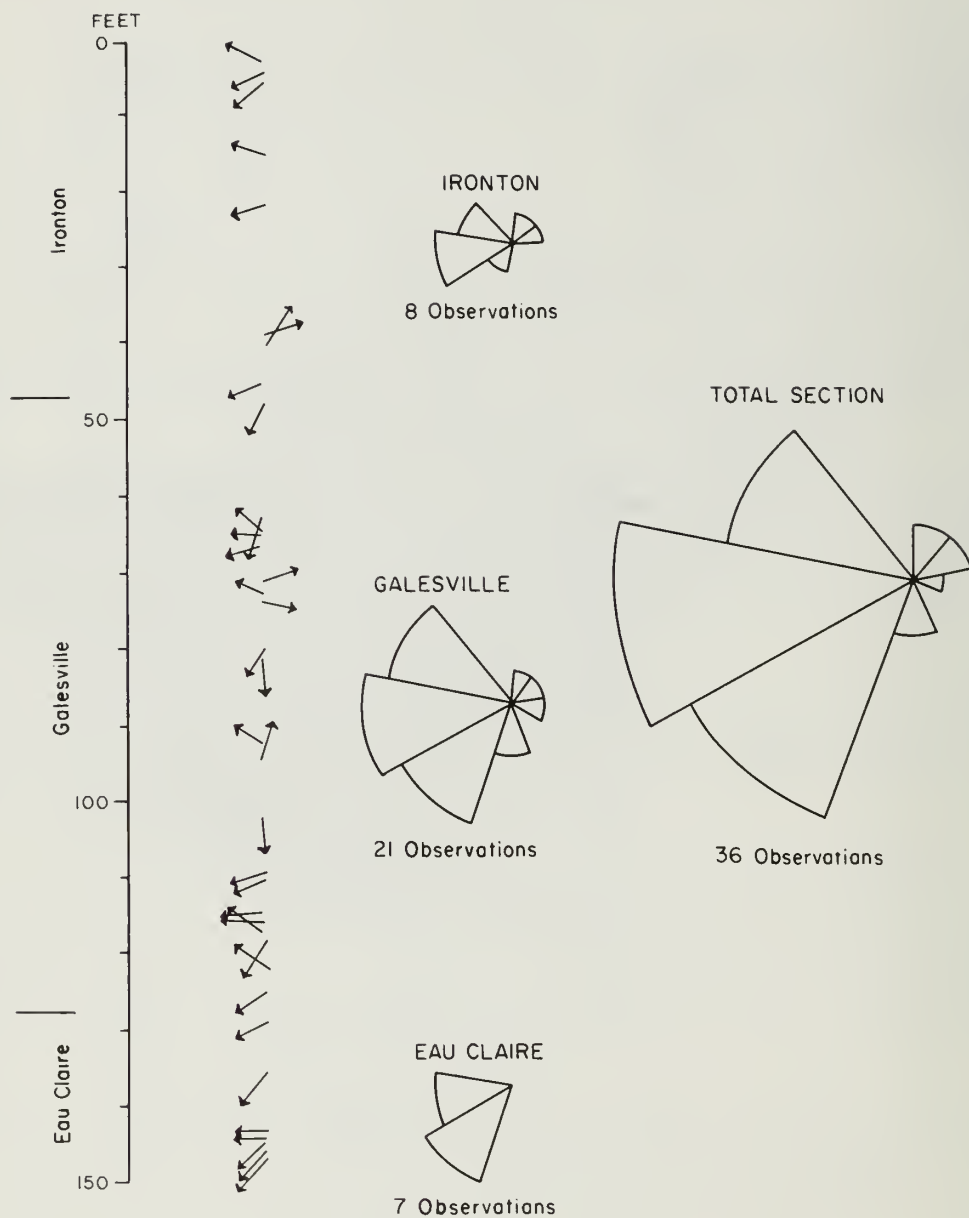 FEET
0
Ironton
IRONTON
8 Observations
50
TOTAL SECTION
Galesville
GALESVILLE
100
21 Observations
36 Observations
Eau Claire
EAU CLAIRE
150
7 Observations